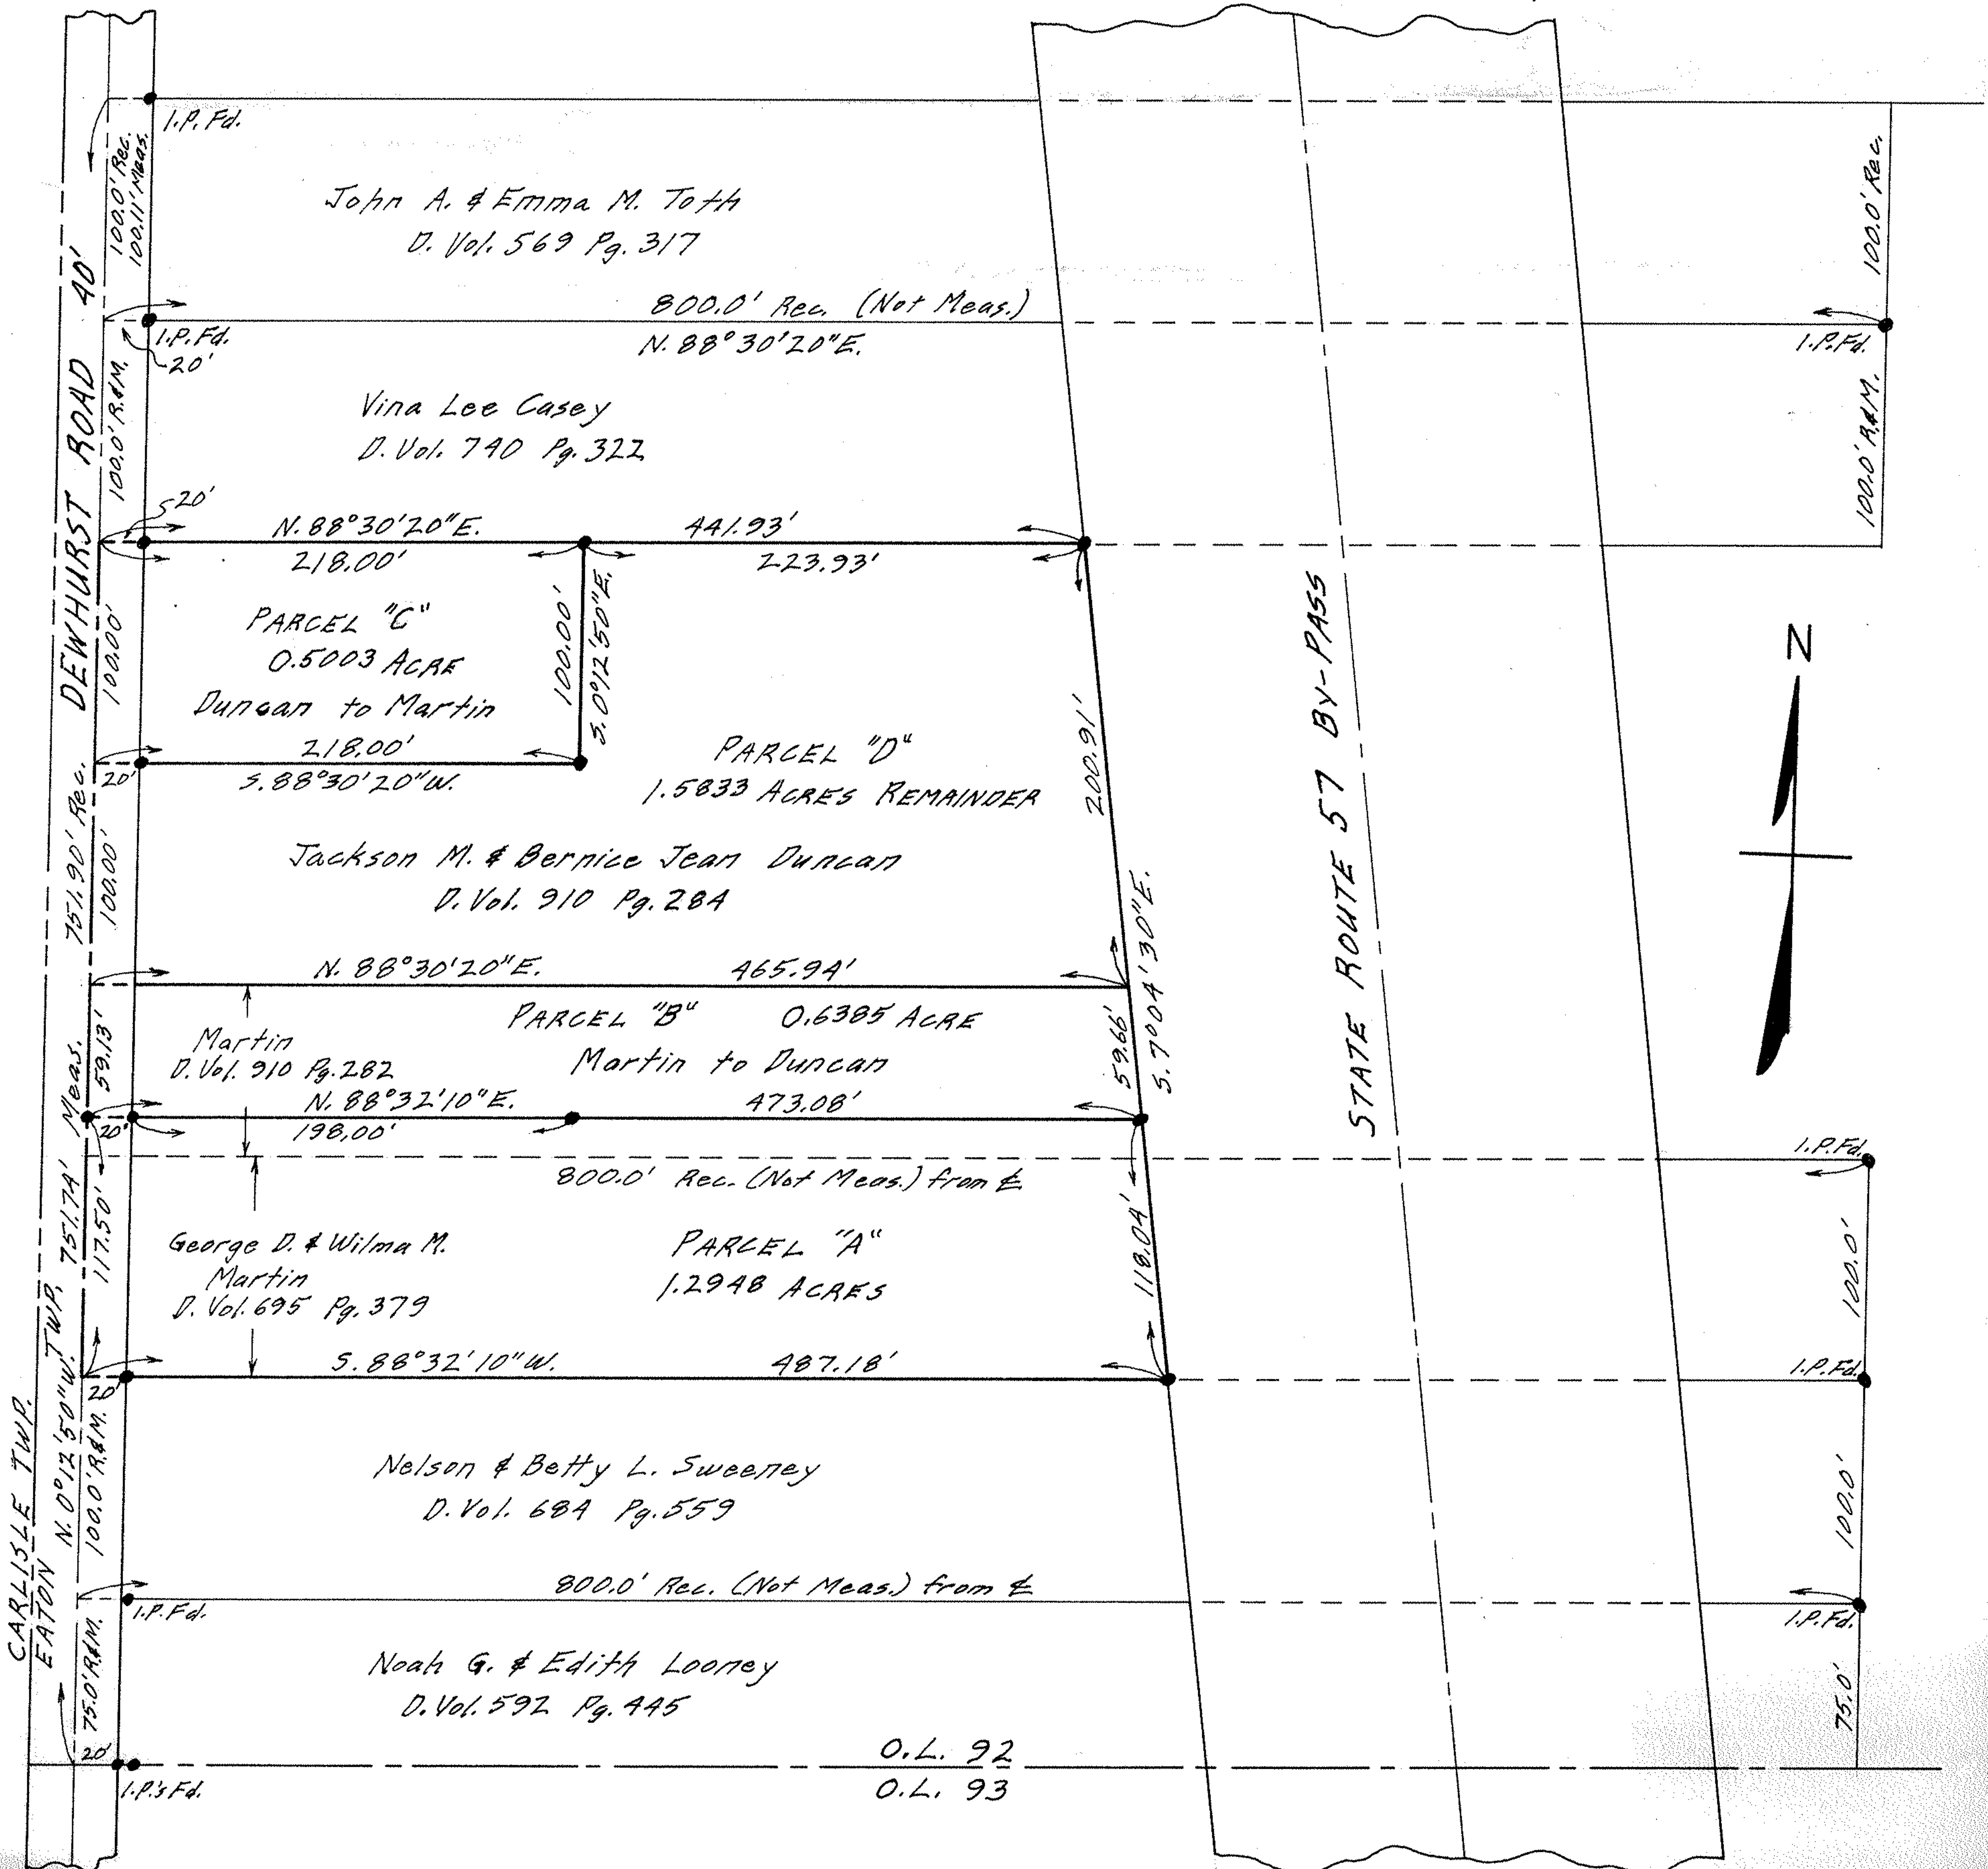 I.P. Fd.
100.0' Rec.
100.11' Meas.
100.0' Rec.
John A. & Emma M. Toth
D. Vol. 569 Pg. 317
800.0' Rec. (Not Meas.)
I.P. Fd.
N. 88°30'20"E.
I.P. Fd.
20'
100.0' R.&M.
100.0' R.&M.
Vina Lee Casey
D. Vol. 740 Pg. 322
DEWHURST ROAD 40'
20'
N. 88°30'20"E.
441.93'
218.00'
223.93'
PARCEL "C"
0.5003 ACRE
Duncan to Martin
100.00'
100.00'
S. 0°12'50"E.
218.00'
20'
S. 88°30'20"W.
PARCEL "D"
1.5833 ACRES REMAINDER
200.91'
STATE ROUTE 57 BY-PASS
N
751.90' Rec.
100.00'
Jackson M. & Bernice Jean Duncan
D. Vol. 910 Pg. 284
S. 7°04'30"E.
N. 88°30'20"E.
465.94'
PARCEL "B"
0.6385 ACRE
Martin
D. Vol. 910 Pg. 282
Martin to Duncan
59.13'
59.66'
N. 88°32'10"E.
473.08'
20'
198.00'
I.P. Fd.
800.0' Rec. (Not Meas.) from ℄
751.74' Meas.
117.50'
George D. & Wilma M.
Martin
D. Vol. 695 Pg. 379
PARCEL "A"
1.2948 ACRES
118.04'
100.0'
S. 88°32'10"W.
487.18'
I.P. Fd.
20'
CARLISLE TWP.
EATON TWP.
N. 0°12'50"W.
100.0' R.&M.
Nelson & Betty L. Sweeney
D. Vol. 684 Pg. 559
100.0'
800.0' Rec. (Not Meas.) from ℄
I.P. Fd.
I.P. Fd.
75.0' R.&M.
Noah G. & Edith Looney
D. Vol. 592 Pg. 445
75.0'
20'
O.L. 92
O.L. 93
I.P.'s Fd.